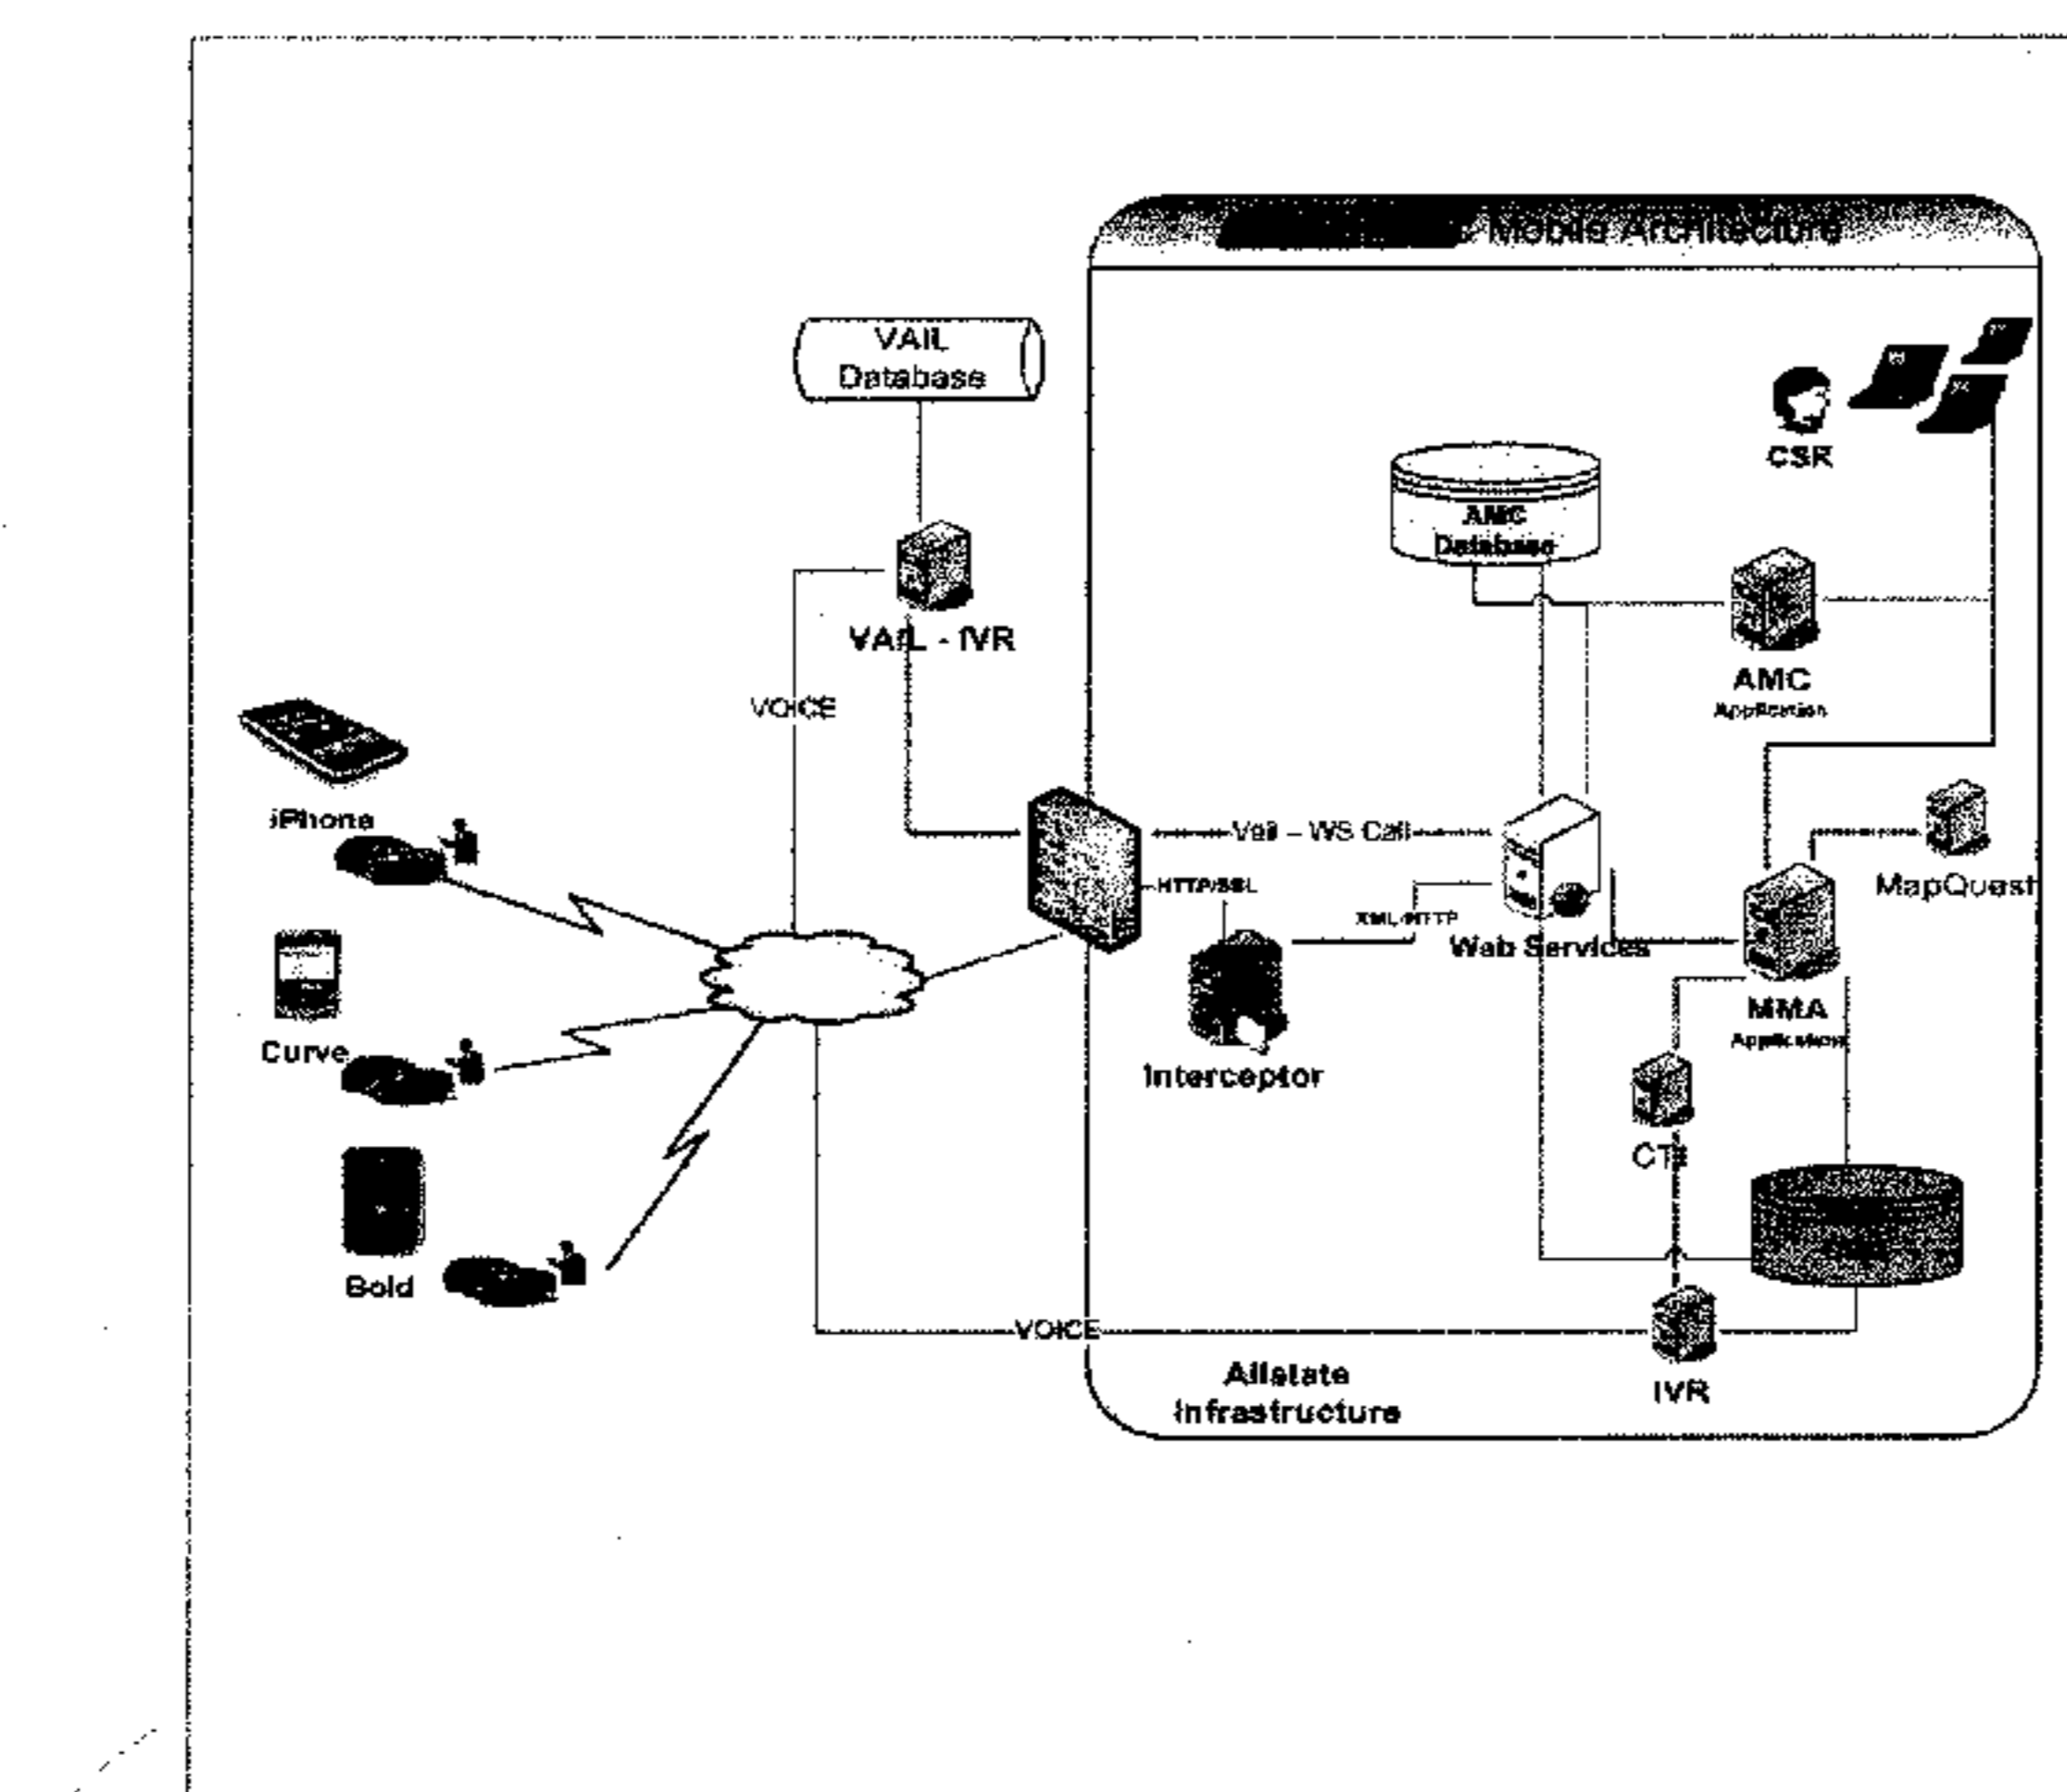 Mobile Architecture
VAIL
Database
CSR
AMC
Database
VAIL - IVR
AMC
Application
VOICE
iPhone
Vail – WS Call
MapQuest
HTTP/SSL
XML/HTTP
Web Services
MMA
Application
Curve
Interceptor
CTI
Bold
VOICE
Allstate
Infrastructure
IVR